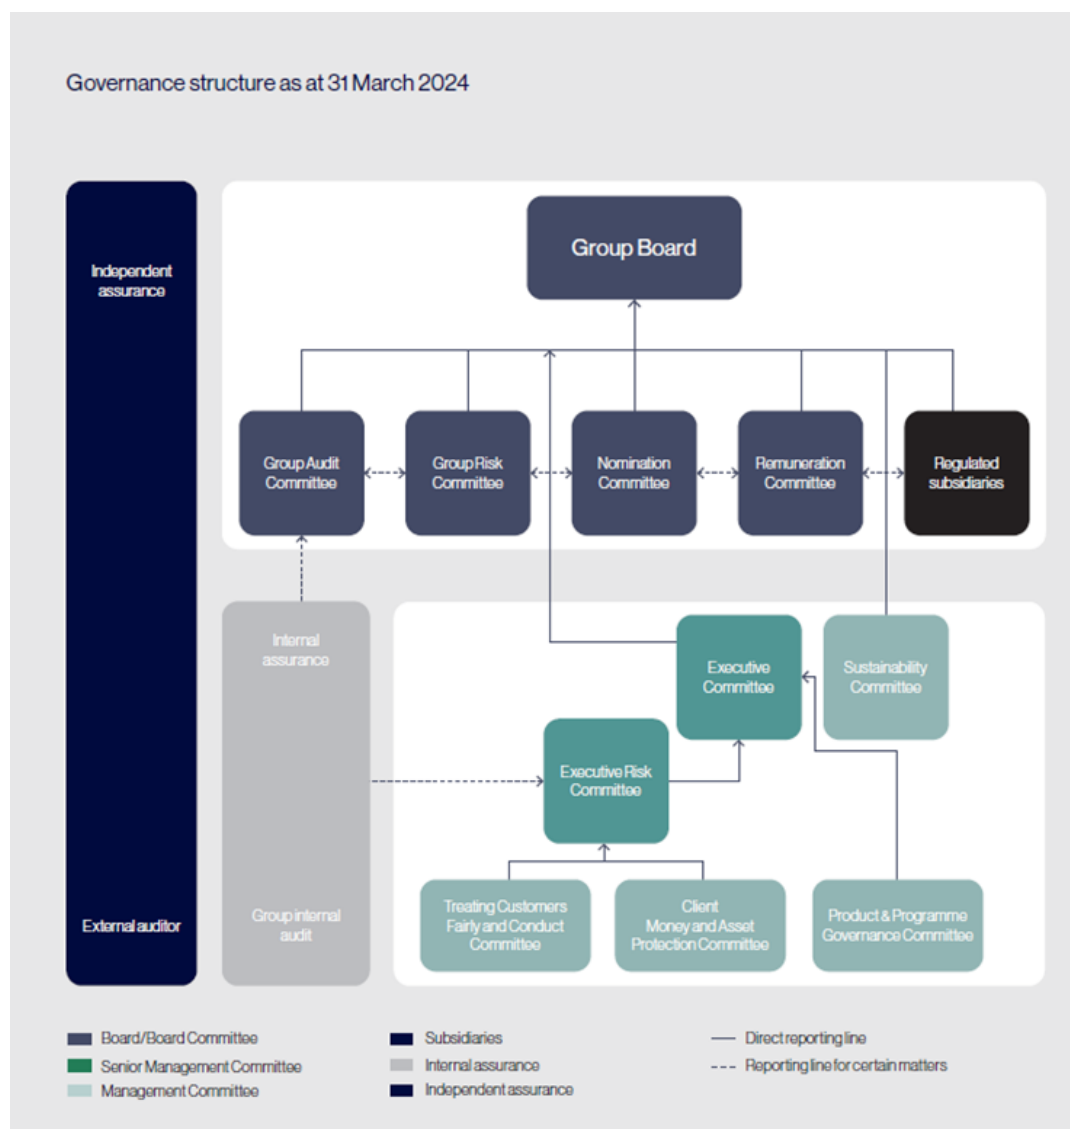 Governance structure as at 31 March 2024
Independent
assurance
Group Board
Group Audit
Committee
Group Risk
Committee
Nomination
Committee
Remuneration
Committee
Regulated
subsidiaries
Internal
assurance
Executive
Committee
Sustainability
Committee
Executive Risk
Committee
External auditor
Group internal
audit
Treating Customers
Fairly and Conduct
Committee
Client
Money and Asset
Protection Committee
Product & Programme
Governance Committee
Board/Board Committee
Senior Management Committee
Management Committee
Subsidiaries
Internal assurance
Independent assurance
Direct reporting line
Reporting line for certain matters